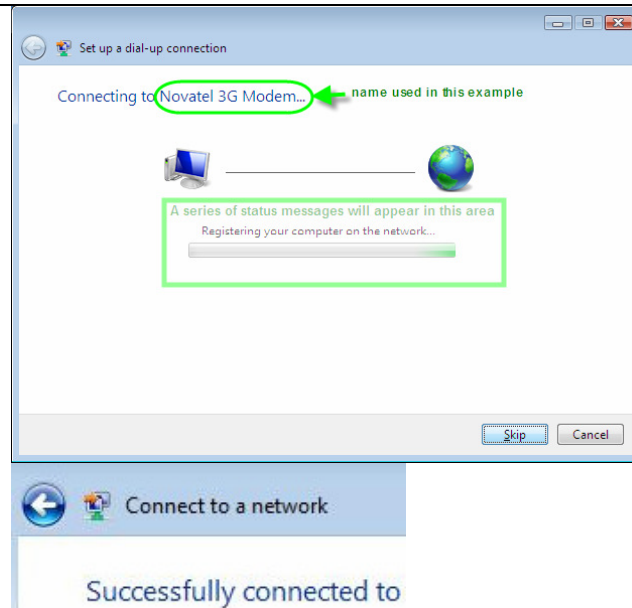 Set up a dial-up connection
Connecting to Novatel 3G Modem... name used in this example
A series of status messages will appear in this area
Registering your computer on the network...
Skip Cancel
Connect to a network
Successfully connected to